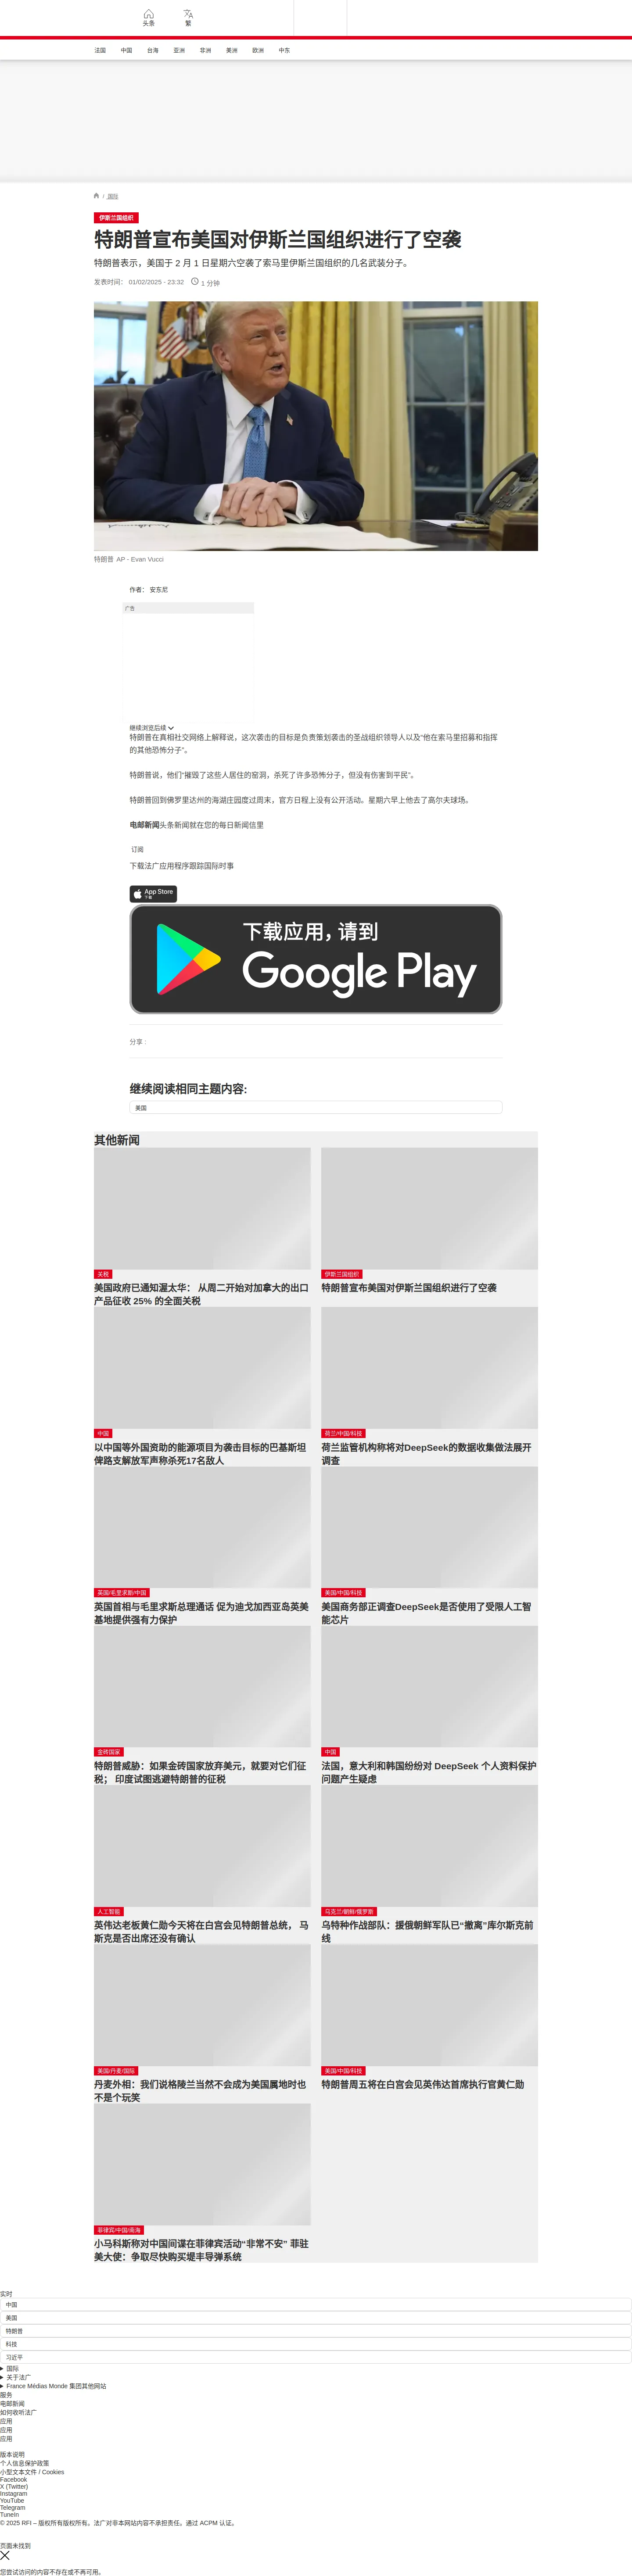 头条
繁
法国
中国
台海
亚洲
非洲
美洲
欧洲
中东
/ 国际
伊斯兰国组织
特朗普宣布美国对伊斯兰国组织进行了空袭
特朗普表示，美国于 2 月 1 日星期六空袭了索马里伊斯兰国组织的几名武装分子。
发表时间： 01/02/2025 - 23:32
1 分钟
特朗普 AP - Evan Vucci
作者： 安东尼
广告
继续浏览后续
特朗普在真相社交网络上解释说，这次袭击的目标是负责策划袭击的圣战组织领导人以及“他在索马里招募和指挥
的其他恐怖分子”。
特朗普说，他们“摧毁了这些人居住的窑洞，杀死了许多恐怖分子，但没有伤害到平民”。
特朗普回到佛罗里达州的海湖庄园度过周末，官方日程上没有公开活动。星期六早上他去了高尔夫球场。
电邮新闻头条新闻就在您的每日新闻信里
订阅
下载法广应用程序跟踪国际时事
App Store
下载
下载应用，请到
Google Play
分享 :
继续阅读相同主题内容:
美国
其他新闻
关税
美国政府已通知渥太华： 从周二开始对加拿大的出口
产品征收 25% 的全面关税
伊斯兰国组织
特朗普宣布美国对伊斯兰国组织进行了空袭
中国
以中国等外国资助的能源项目为袭击目标的巴基斯坦
俾路支解放军声称杀死17名敌人
荷兰/中国/科技
荷兰监管机构称将对DeepSeek的数据收集做法展开
调查
英国/毛里求斯/中国
英国首相与毛里求斯总理通话 促为迪戈加西亚岛英美
基地提供强有力保护
美国/中国/科技
美国商务部正调查DeepSeek是否使用了受限人工智
能芯片
金砖国家
特朗普威胁：如果金砖国家放弃美元，就要对它们征
税； 印度试图逃避特朗普的征税
中国
法国，意大利和韩国纷纷对 DeepSeek 个人资料保护
问题产生疑虑
人工智能
英伟达老板黄仁勋今天将在白宫会见特朗普总统， 马
斯克是否出席还没有确认
乌克兰/朝鲜/俄罗斯
乌特种作战部队：援俄朝鲜军队已“撤离”库尔斯克前
线
美国/丹麦/国际
丹麦外相：我们说格陵兰当然不会成为美国属地时也
不是个玩笑
美国/中国/科技
特朗普周五将在白宫会见英伟达首席执行官黄仁勋
菲律宾/中国/南海
小马科斯称对中国间谍在菲律宾活动“非常不安” 菲驻
美大使：争取尽快购买堤丰导弹系统
实时
中国
美国
特朗普
科技
习近平
国际
关于法广
France Médias Monde 集团其他网站
服务
电邮新闻
如何收听法广
应用
应用
应用
版本说明
个人信息保护政策
小型文本文件 / Cookies
Facebook
X (Twitter)
Instagram
YouTube
Telegram
TuneIn
© 2025 RFI – 版权所有版权所有。法广对非本网站内容不承担责任。通过 ACPM 认证。
页面未找到
您尝试访问的内容不存在或不再可用。